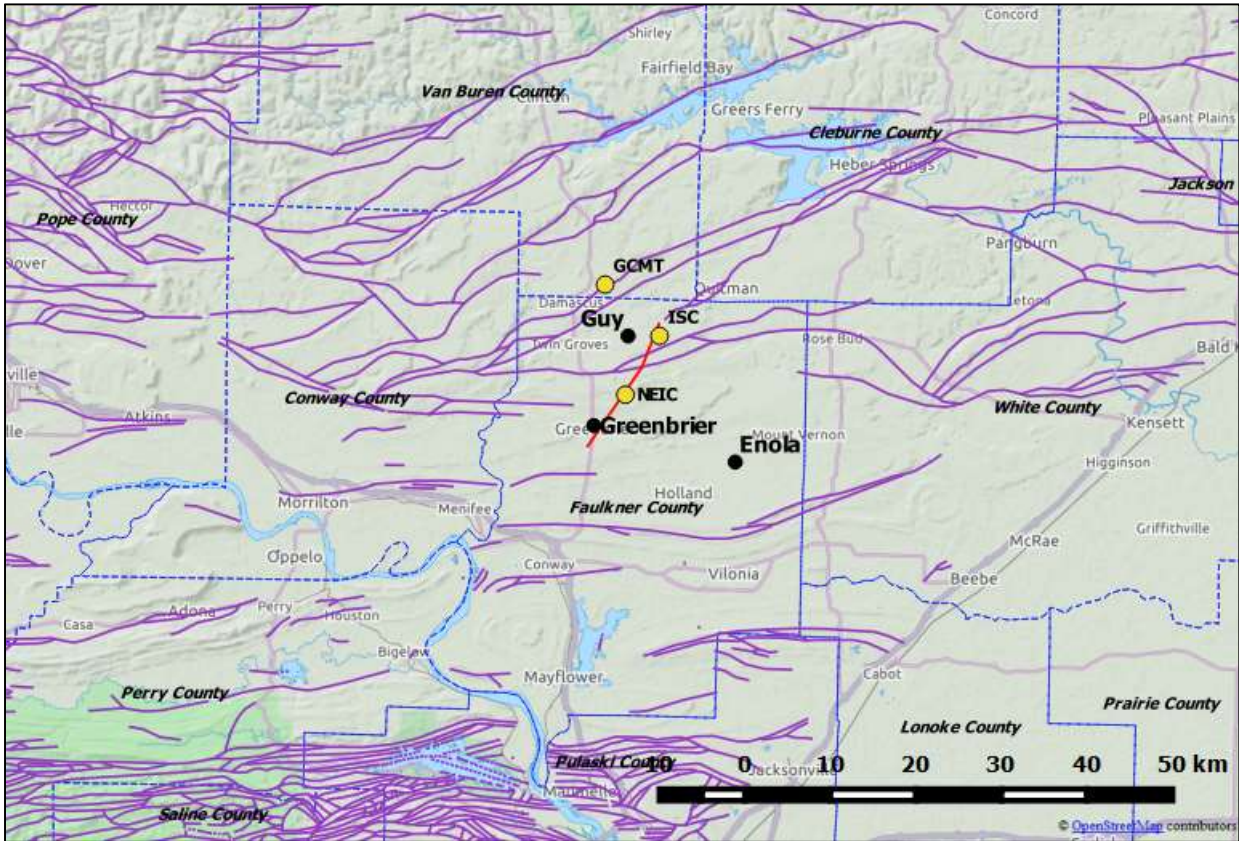 Concord
Shirley
Fairfield Bay
Van Buren County
Clinton
Greers Ferry
Pleasant Plains
Cleburne County
Heber Springs
Jackson
Hector
Pope County
Pangburn
Dover
GCMT
Damascus
Quitman
Guy
ISC
Letona
Twin Groves
Rose Bud
Bald K
ville
Conway County
NEIC
White County
Atkins
Greenbrier
Mount Vernon
Kensett
Enola
Higginson
Holland
Morrilton
Menifee
Faulkner County
Griffithville
Oppelo
Conway
Vilonia
McRae
Beebe
Adona
Perry
Houston
Casa
Bigelow
Mayflower
Cabot
Perry County
Prairie County
Lonoke County
Pulaski County
10 0 10 20 30 40 50 km
Jacksonville
Maumelle
Saline County
© OpenStreetMap contributors